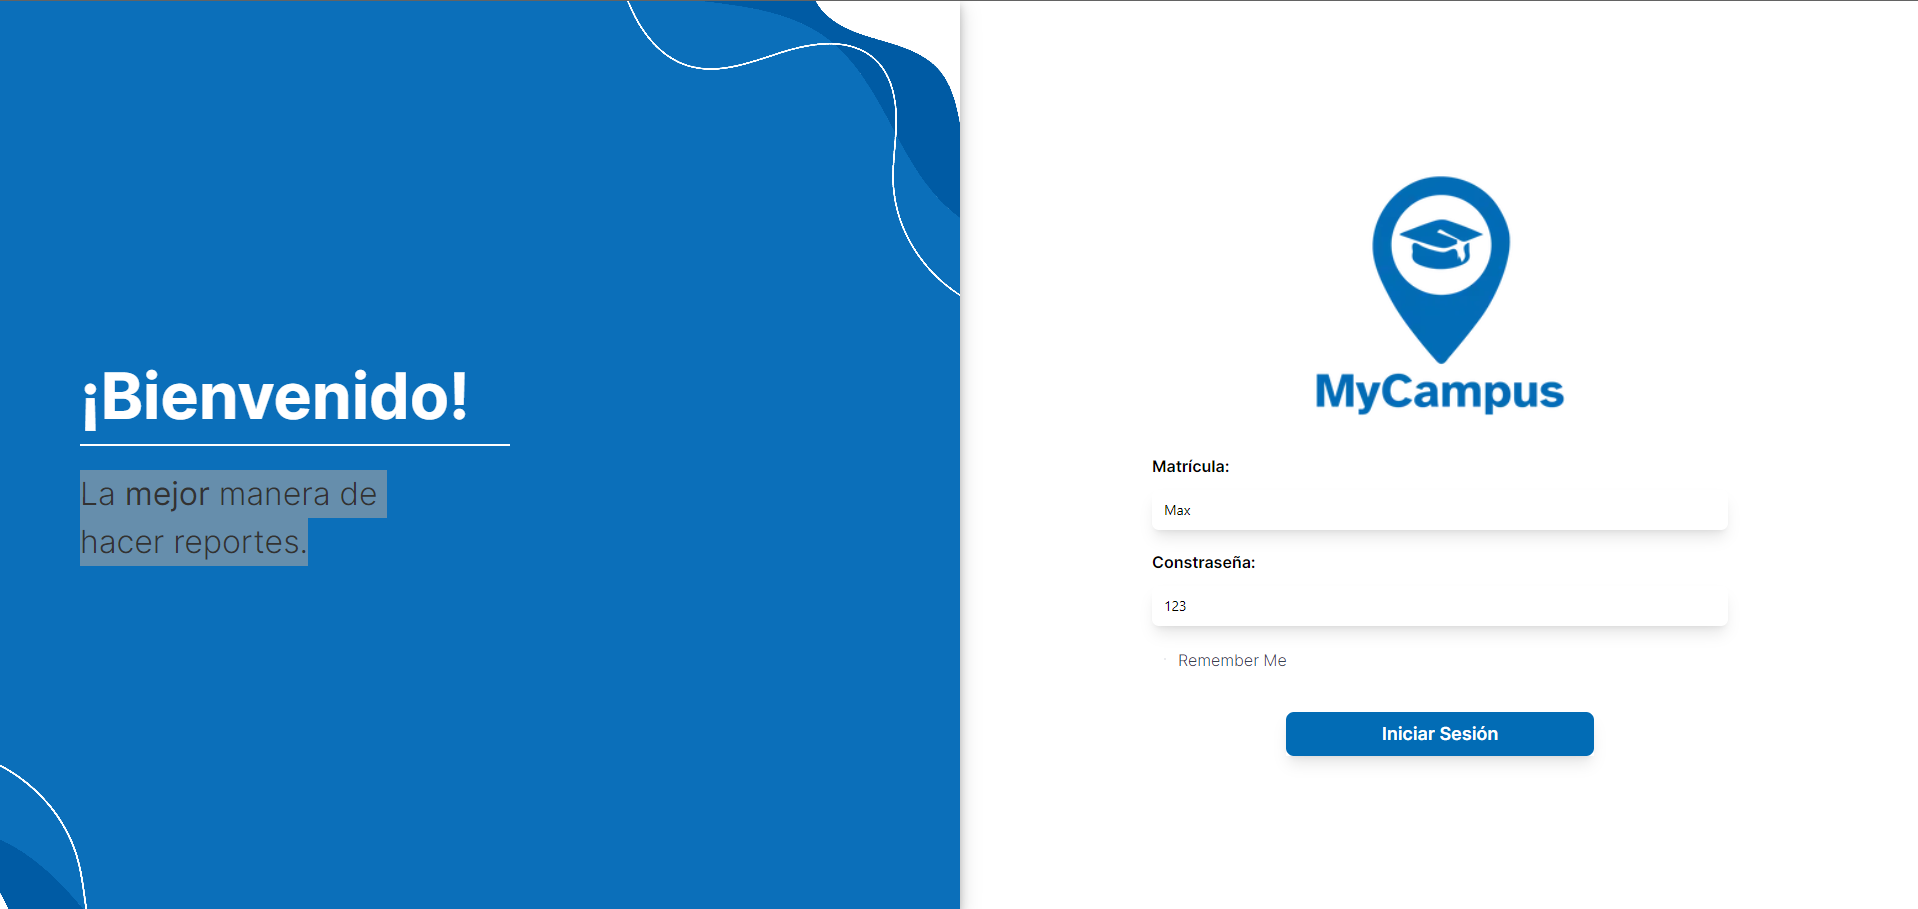 ¡Bienvenido!
La mejor manera de
hacer reportes.
MyCampus
Matrícula:
Max
Constraseña:
123
Remember Me
Iniciar Sesión